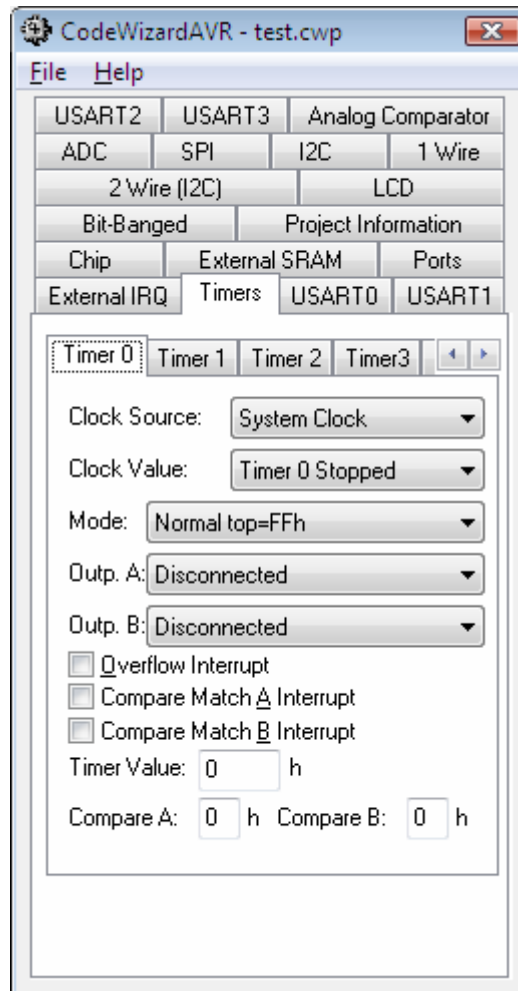 CodeWizardAVR - test.cwp
File Help
USART2 USART3 Analog Comparator
ADC SPI I2C 1 Wire
2 Wire (I2C) LCD
Bit-Banged Project Information
Chip External SRAM Ports
External IRQ Timers USART0 USART1
Timer 0 Timer 1 Timer 2 Timer3
Clock Source: System Clock
Clock Value: Timer 0 Stopped
Mode: Normal top=FFh
Outp. A: Disconnected
Outp. B: Disconnected
Overflow Interrupt
Compare Match A Interrupt
Compare Match B Interrupt
Timer Value: 0 h
Compare A: 0 h Compare B: 0 h